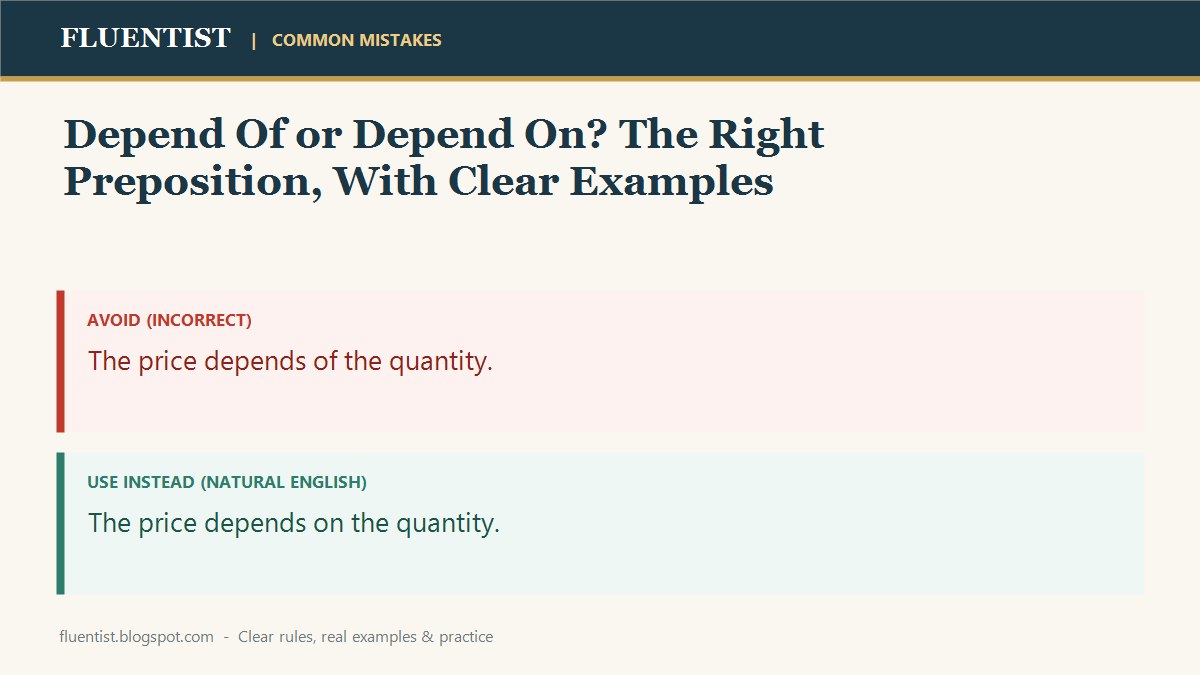 FLUENTIST | COMMON MISTAKES
Depend Of or Depend On? The Right
Preposition, With Clear Examples
AVOID (INCORRECT)
The price depends of the quantity.
USE INSTEAD (NATURAL ENGLISH)
The price depends on the quantity.
fluentist.blogspot.com - Clear rules, real examples & practice